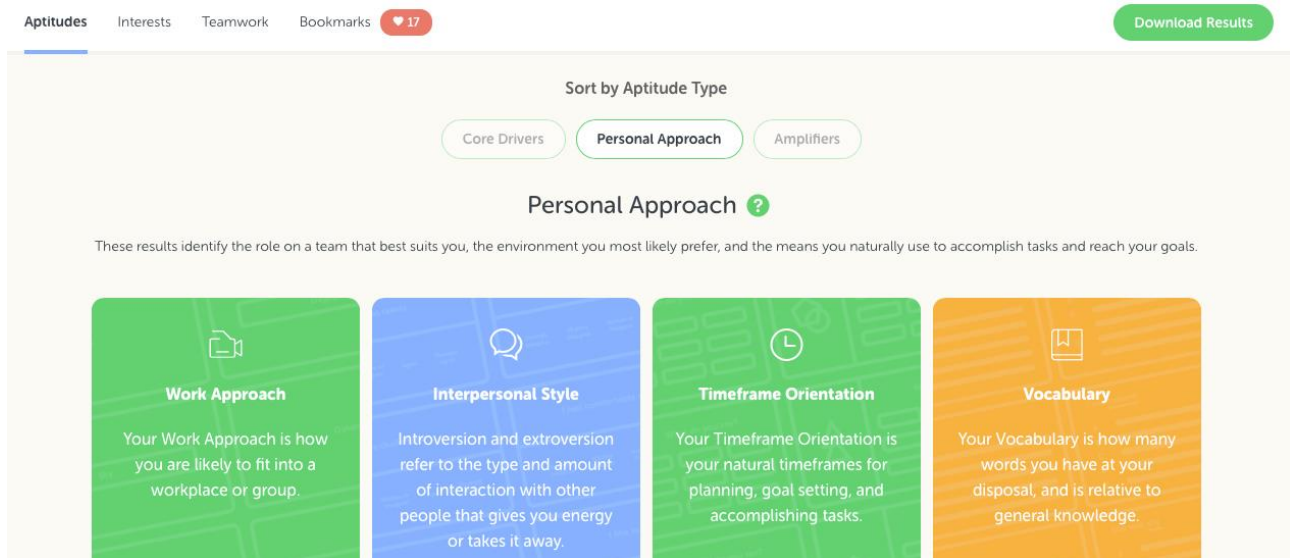 Aptitudes Interests Teamwork Bookmarks 17 Download Results
Sort by Aptitude Type
Core Drivers Personal Approach Amplifiers
Personal Approach ?
These results identify the role on a team that best suits you, the environment you most likely prefer, and the means you naturally use to accomplish tasks and reach your goals.
Work Approach
Your Work Approach is how
you are likely to fit into a
workplace or group.
Interpersonal Style
Introversion and extroversion
refer to the type and amount
of interaction with other
people that gives you energy
or takes it away.
Timeframe Orientation
Your Timeframe Orientation is
your natural timeframes for
planning, goal setting, and
accomplishing tasks.
Vocabulary
Your Vocabulary is how many
words you have at your
disposal, and is relative to
general knowledge.